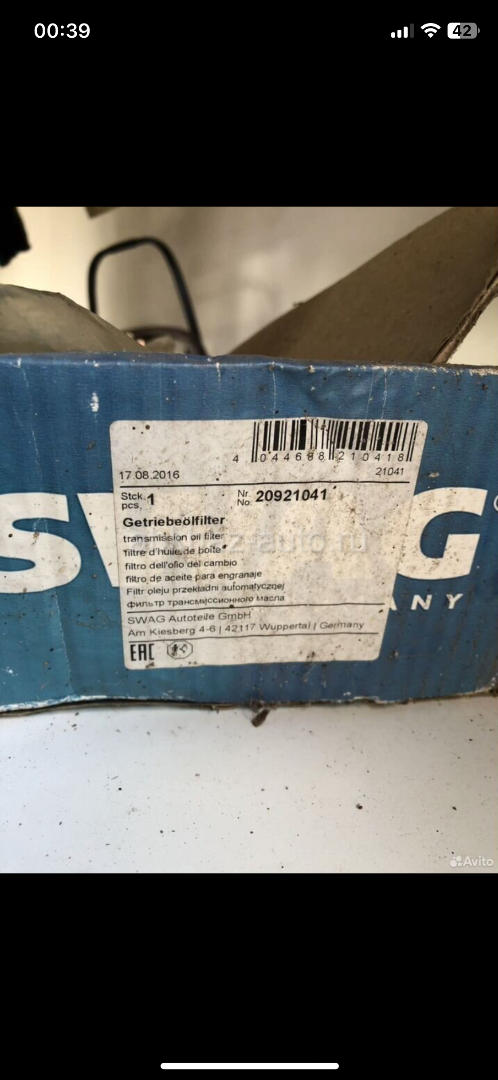 00:39
42
4 044688 210418
17.08.2016
21041
Stck. 1 Nr. 20921041
pcs. No.
Getriebeölfilter
transmission oil filter
filtre d'huile de boîte
filtro dell'olio del cambio
filtro de aceite para engranaje
Filtr oleju przekładni automatycznej
фильтр трансмиссионного масла
SWAG Autoteile GmbH
Am Kiesberg 4-6 | 42117 Wuppertal | Germany
EAC
SWAG
ANY
Avito